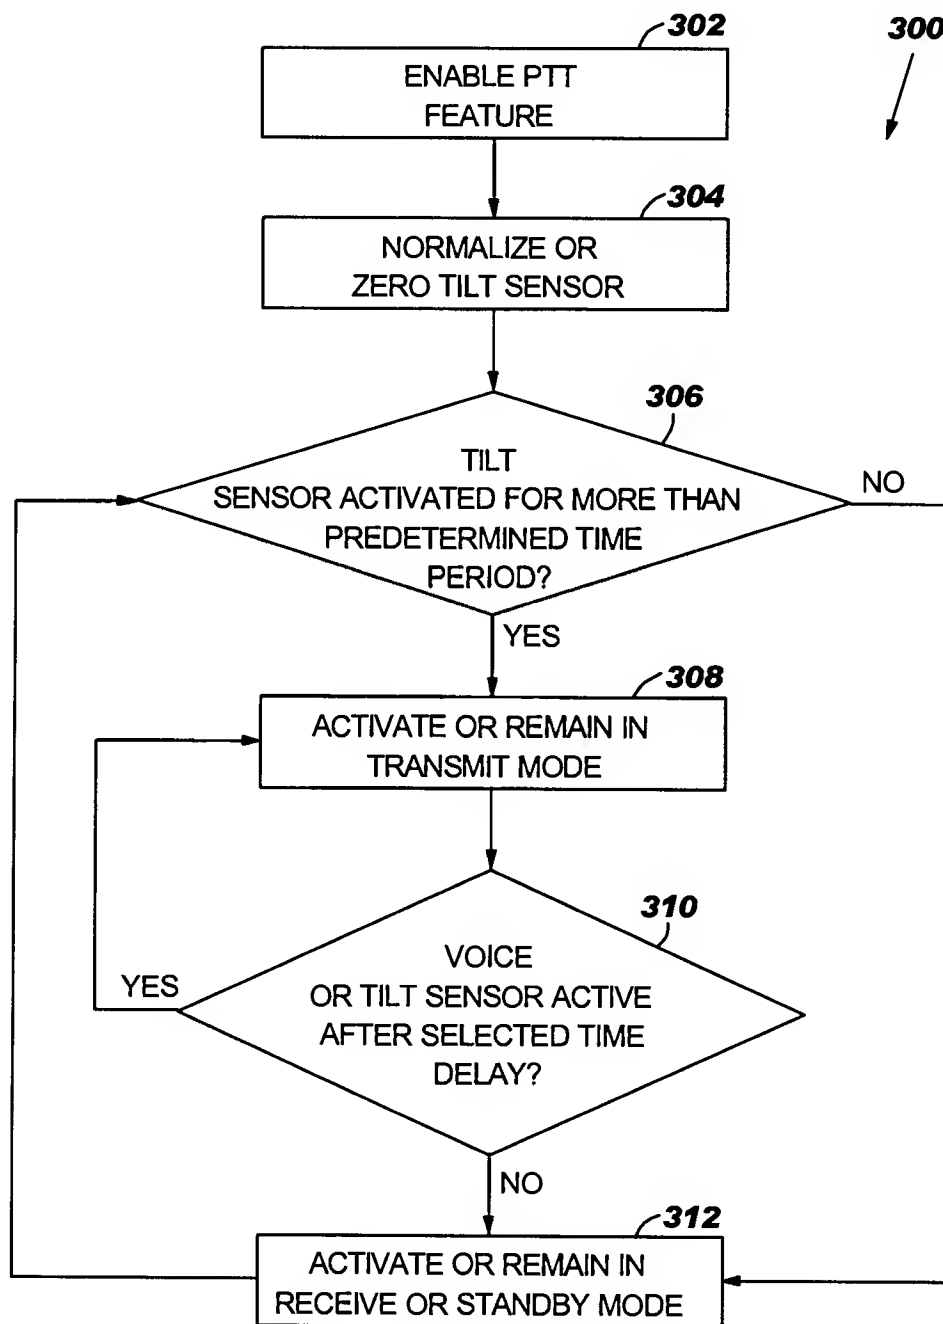 302
300
ENABLE PTT
FEATURE
304
NORMALIZE OR
ZERO TILT SENSOR
306
TILT
SENSOR ACTIVATED FOR MORE THAN
PREDETERMINED TIME
PERIOD?
NO
YES
308
ACTIVATE OR REMAIN IN
TRANSMIT MODE
310
VOICE
OR TILT SENSOR ACTIVE
AFTER SELECTED TIME
DELAY?
YES
NO
312
ACTIVATE OR REMAIN IN
RECEIVE OR STANDBY MODE